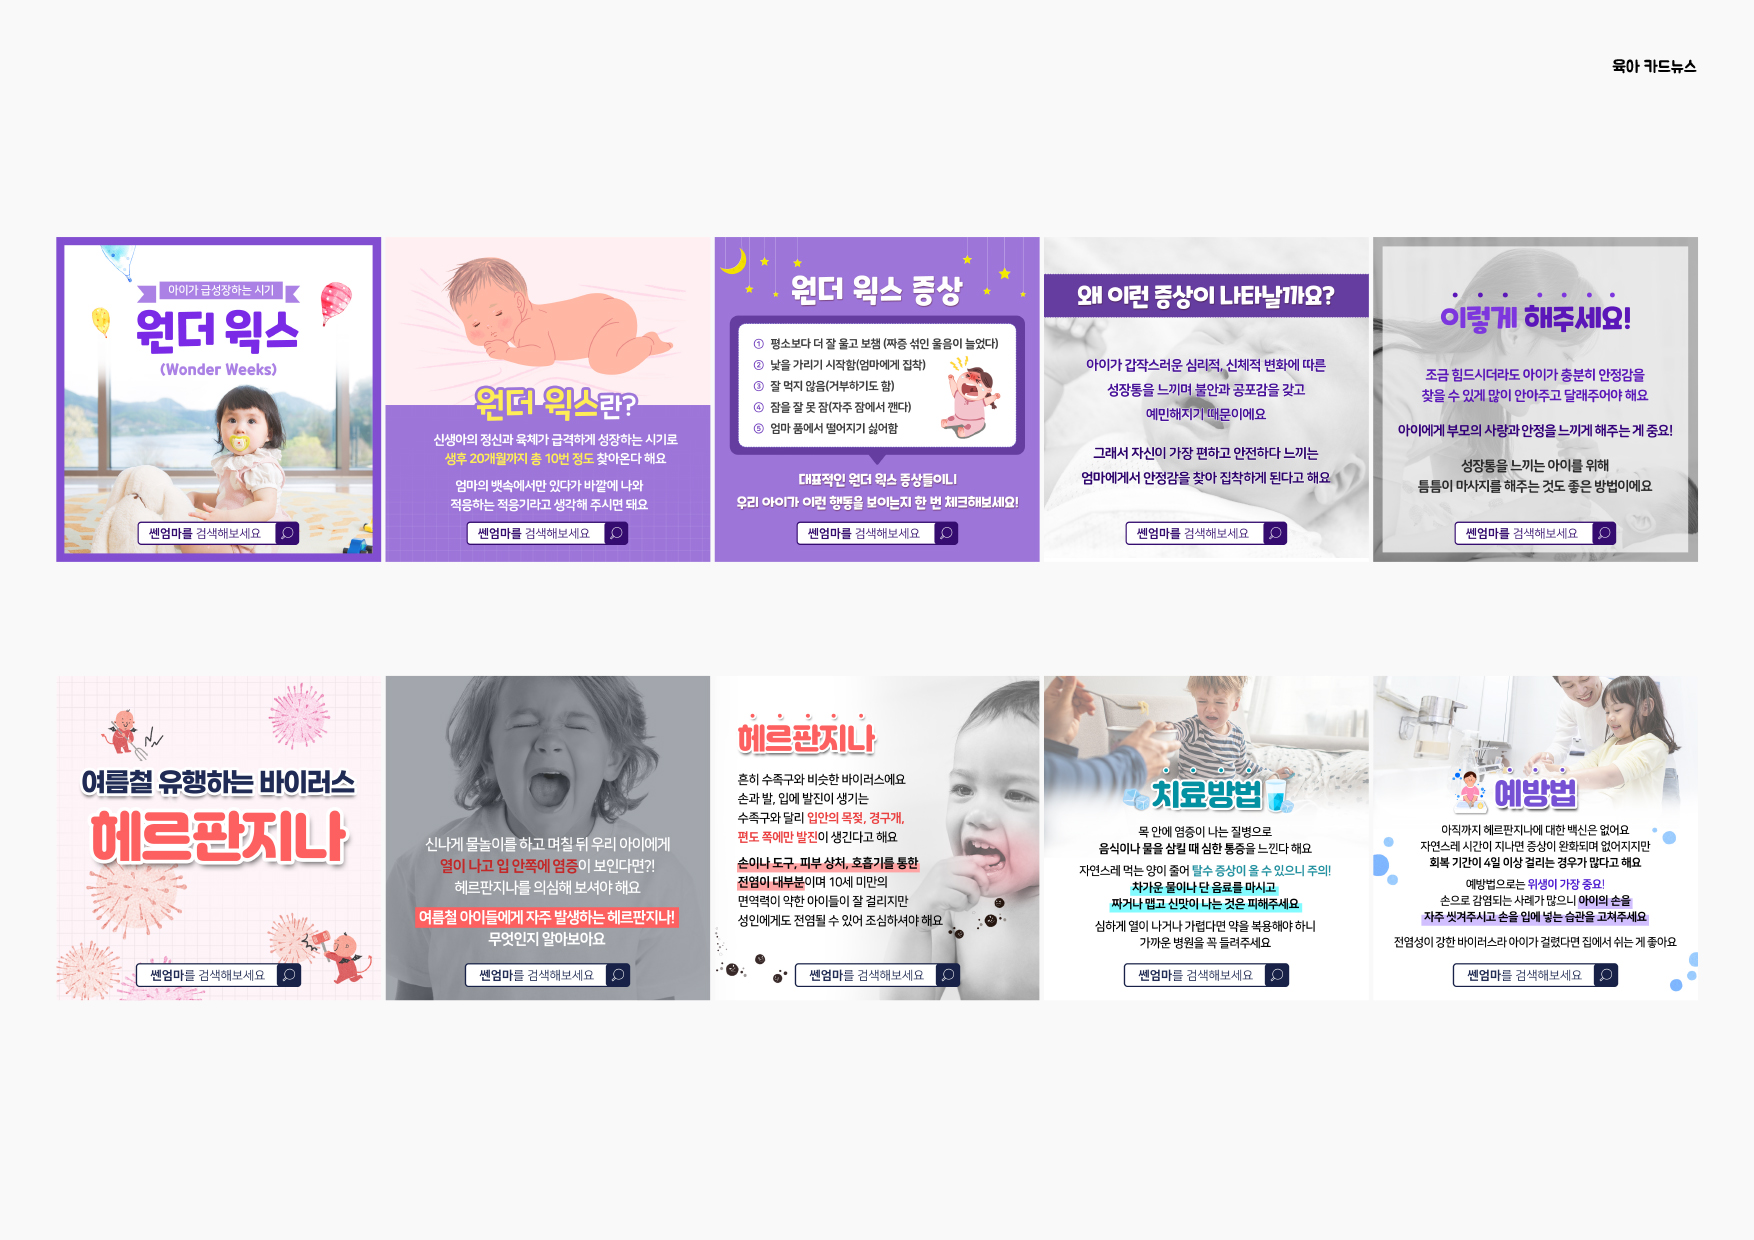 육아 카드뉴스
아이가 급성장하는 시기
원더 윅스
(Wonder Weeks)
쎈엄마를 검색해보세요
원더 윅스란?
신생아의 정신과 육체가 급격하게 성장하는 시기로
생후 20개월까지 총 10번 정도 찾아온다 해요
엄마의 뱃속에서만 있다가 바깥에 나와
적응하는 적응기라고 생각해 주시면 돼요
쎈엄마를 검색해보세요
원더 윅스 증상
① 평소보다 더 잘 울고 보챔 (짜증 섞인 울음이 늘었다)
② 낯을 가리기 시작함(엄마에게 집착)
③ 잘 먹지 않음(거부하기도 함)
④ 잠을 잘 못 잠(자주 잠에서 깬다)
⑤ 엄마 품에서 떨어지기 싫어함
대표적인 원더 윅스 증상들이니!
우리 아이가 이런 행동을 보이는지 한 번 체크해보세요!
쎈엄마를 검색해보세요
왜 이런 증상이 나타날까요?
아이가 갑작스러운 심리적, 신체적 변화에 따른
성장통을 느끼며 불안과 공포감을 갖고
예민해지기 때문이에요
그래서 자신이 가장 편하고 안전하다 느끼는
엄마에게서 안정감을 찾아 집착하게 된다고 해요
쎈엄마를 검색해보세요
이렇게 해주세요!
조금 힘드시더라도 아이가 충분히 안정감을
찾을 수 있게 많이 안아주고 달래주어야 해요
아이에게 부모의 사랑과 안정을 느끼게 해주는 게 중요!
성장통을 느끼는 아이를 위해
틈틈이 마사지를 해주는 것도 좋은 방법이에요
쎈엄마를 검색해보세요
여름철 유행하는 바이러스
헤르판지나
쎈엄마를 검색해보세요
신나게 물놀이를 하고 며칠 뒤 우리 아이에게
열이 나고 입 안쪽에 염증이 보인다면?!
헤르판지나를 의심해 보셔야 해요
여름철 아이들에게 자주 발생하는 헤르판지나!
무엇인지 알아보아요
쎈엄마를 검색해보세요
헤르판지나
흔히 수족구와 비슷한 바이러스에요
손과 발, 입에 발진이 생기는
수족구와 달리 입안의 목젖, 경구개,
편도 쪽에만 발진이 생긴다고 해요
손이나 도구, 피부 상처, 호흡기를 통한
전염이 대부분이며 10세 미만의
면역력이 약한 아이들이 잘 걸리지만
성인에게도 전염될 수 있어 조심하셔야 해요
쎈엄마를 검색해보세요
치료방법
목 안에 염증이 나는 질병으로
음식이나 물을 삼킬 때 심한 통증을 느낀다 해요
자연스레 먹는 양이 줄어 탈수 증상이 올 수 있으니 주의!
차가운 물이나 단 음료를 마시고
짜거나 맵고 신맛이 나는 것은 피해주세요
심하게 열이 나거나 가렵다면 약을 복용해야 하니
가까운 병원을 꼭 들려주세요
쎈엄마를 검색해보세요
예방법
아직까지 헤르판지나에 대한 백신은 없어요
자연스레 시간이 지나면 증상이 완화되며 없어지지만
회복 기간이 4일 이상 걸리는 경우가 많다고 해요
예방법으로는 위생이 가장 중요!
손으로 감염되는 사례가 많으니 아이의 손을
자주 씻겨주시고 손을 입에 넣는 습관을 고쳐주세요
전염성이 강한 바이러스라 아이가 걸렸다면 집에서 쉬는 게 좋아요
쎈엄마를 검색해보세요